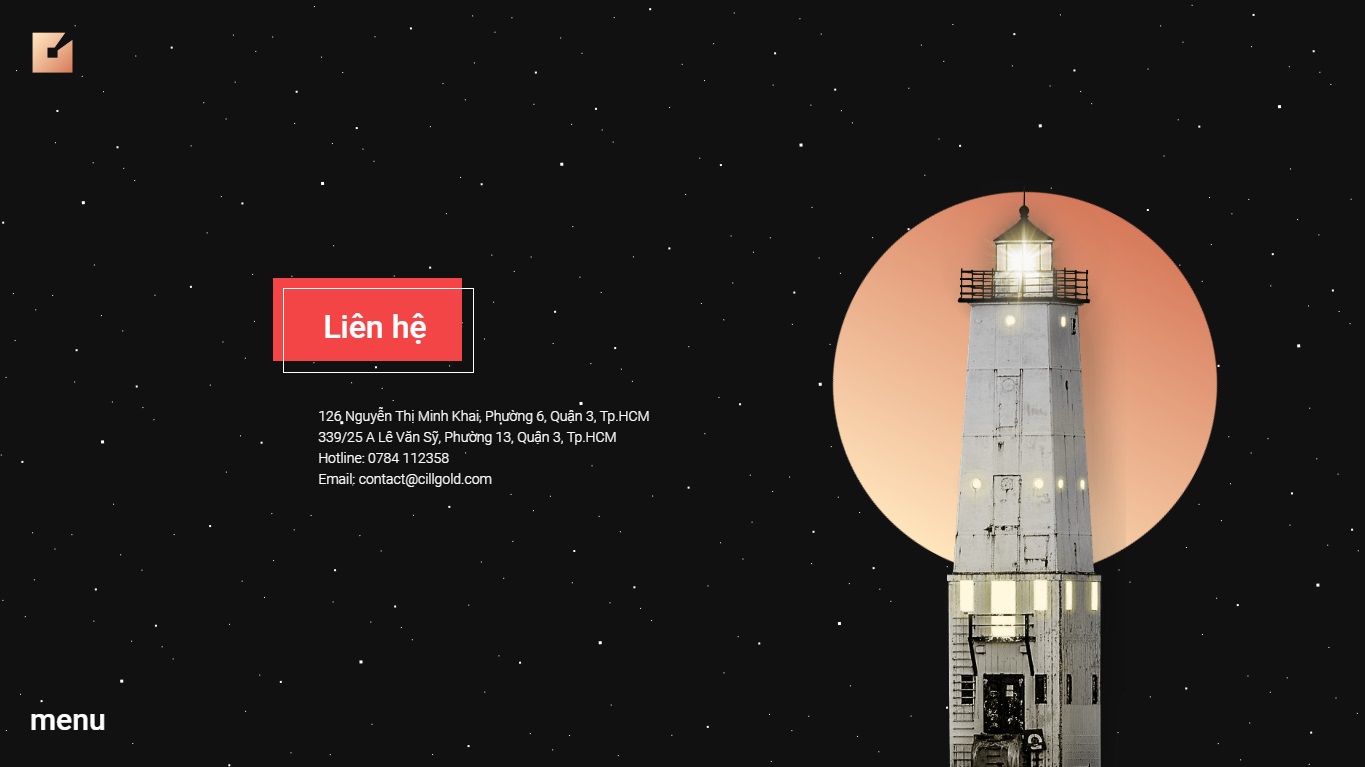 Liên hệ
126 Nguyễn Thị Minh Khai, Phường 6, Quận 3, Tp.HCM
339/25 A Lê Văn Sỹ, Phường 13, Quận 3, Tp.HCM
Hotline: 0784 112358
Email: contact@cillgold.com
menu